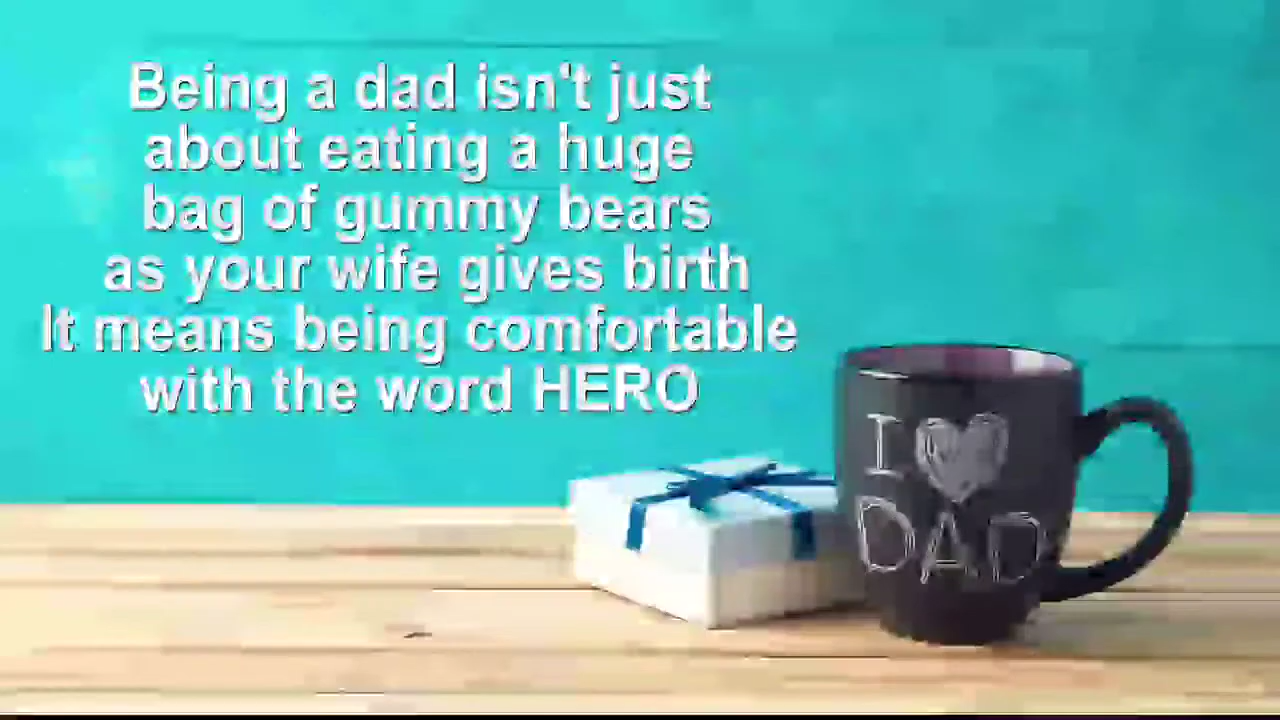 Being a dad isn't just
about eating a huge
bag of gummy bears
as your wife gives birth
It means being comfortable
with the word HERO
I
DAD